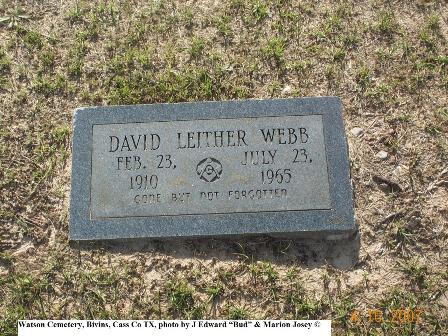 DAVID LEITHER WEBB
FEB. 23, JULY 23,
1910 1965
GONE BUT NOT FORGOTTEN
Watson Cemetery, Bivins, Cass Co TX, photo by J Edward "Bud" & Marion Josey ©
2007